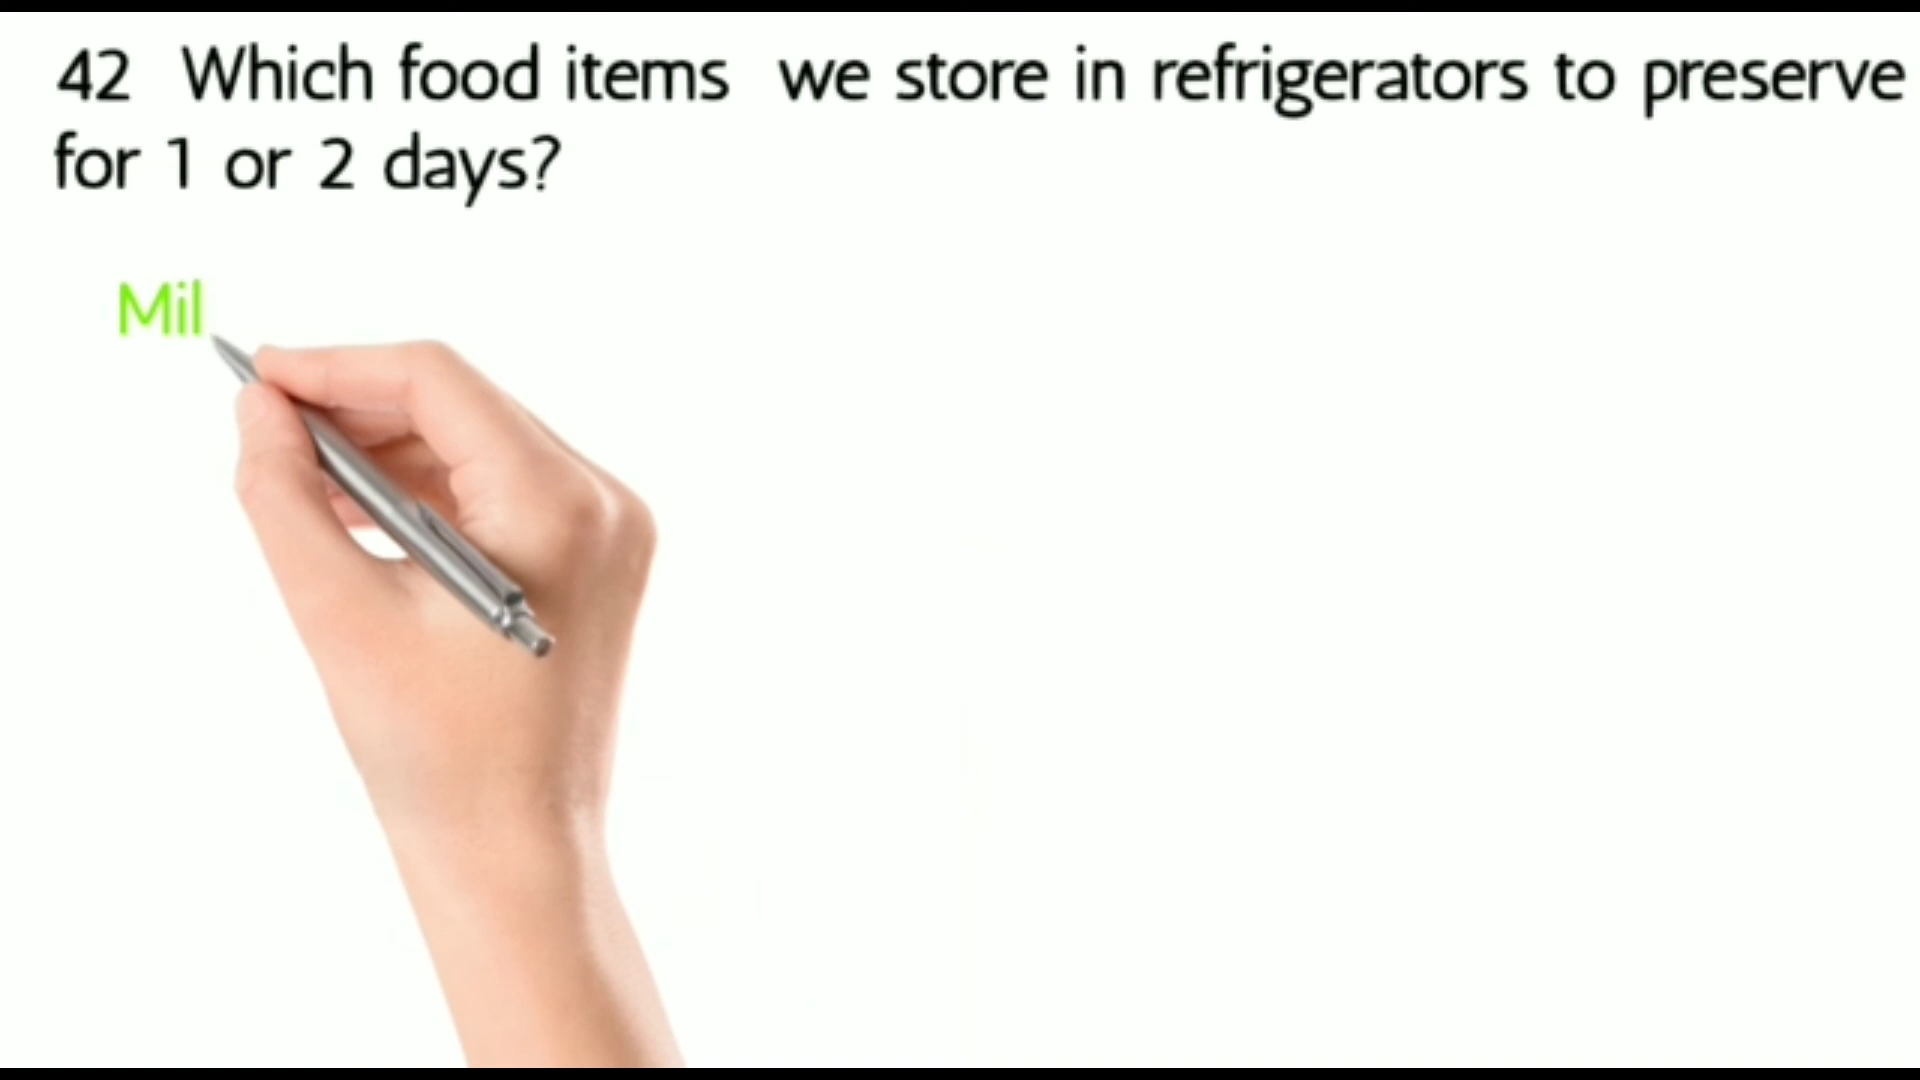 42 Which food items we store in refrigerators to preserve
for 1 or 2 days?
Mil